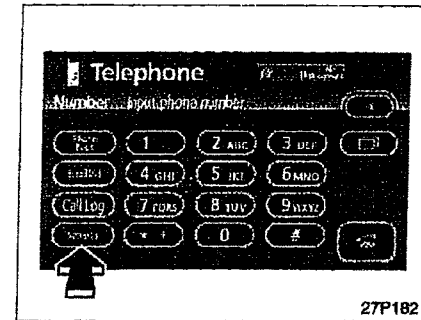 Telephone
Number Input phone number
1 2 ABC 3 DEF
4 GHI 5 JKL 6 MNO
Call Log 7 PQRS 8 TUV 9 WXYZ
* + 0 #
27P182